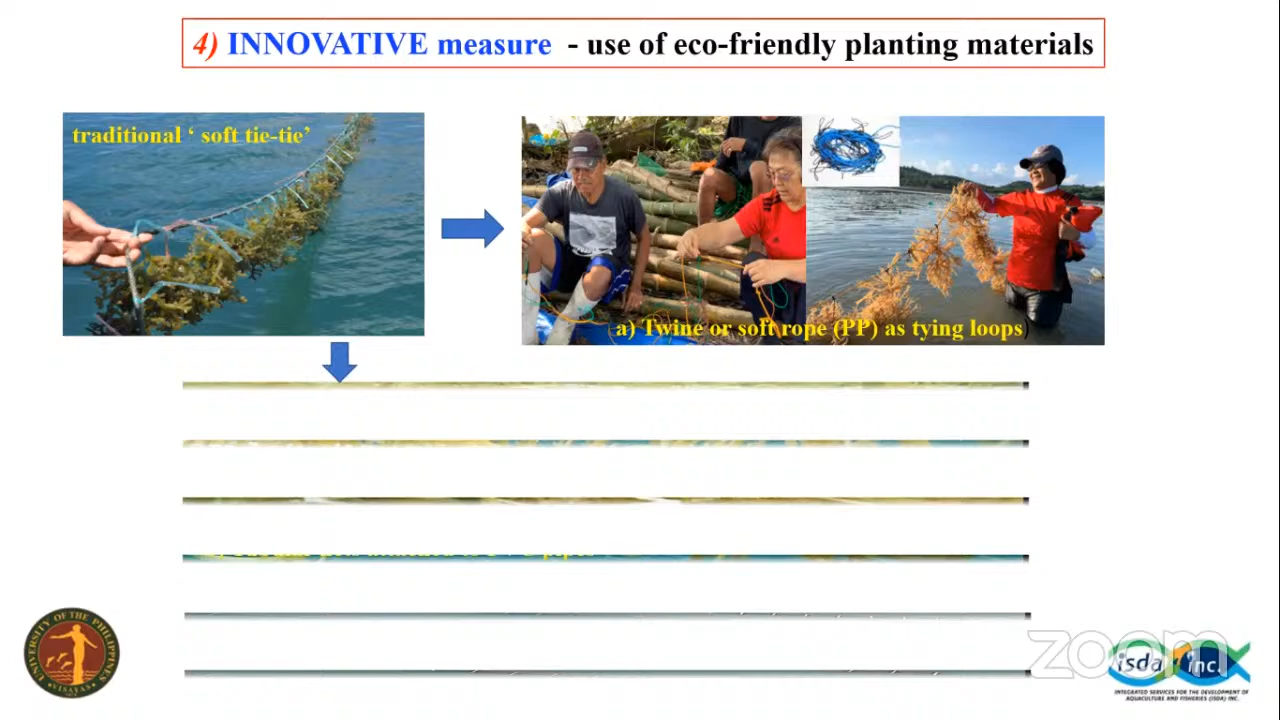 4) INNOVATIVE measure - use of eco-friendly planting materials
traditional ‘ soft tie-tie’
a) Twine or soft rope (PP) as tying loops)
UNIVERSITY OF THE PHILIPPINES
VISAYAS
zoom
isda inc.
INTEGRATED SERVICES FOR THE DEVELOPMENT OF
AQUACULTURE AND FISHERIES (ISDA) INC.